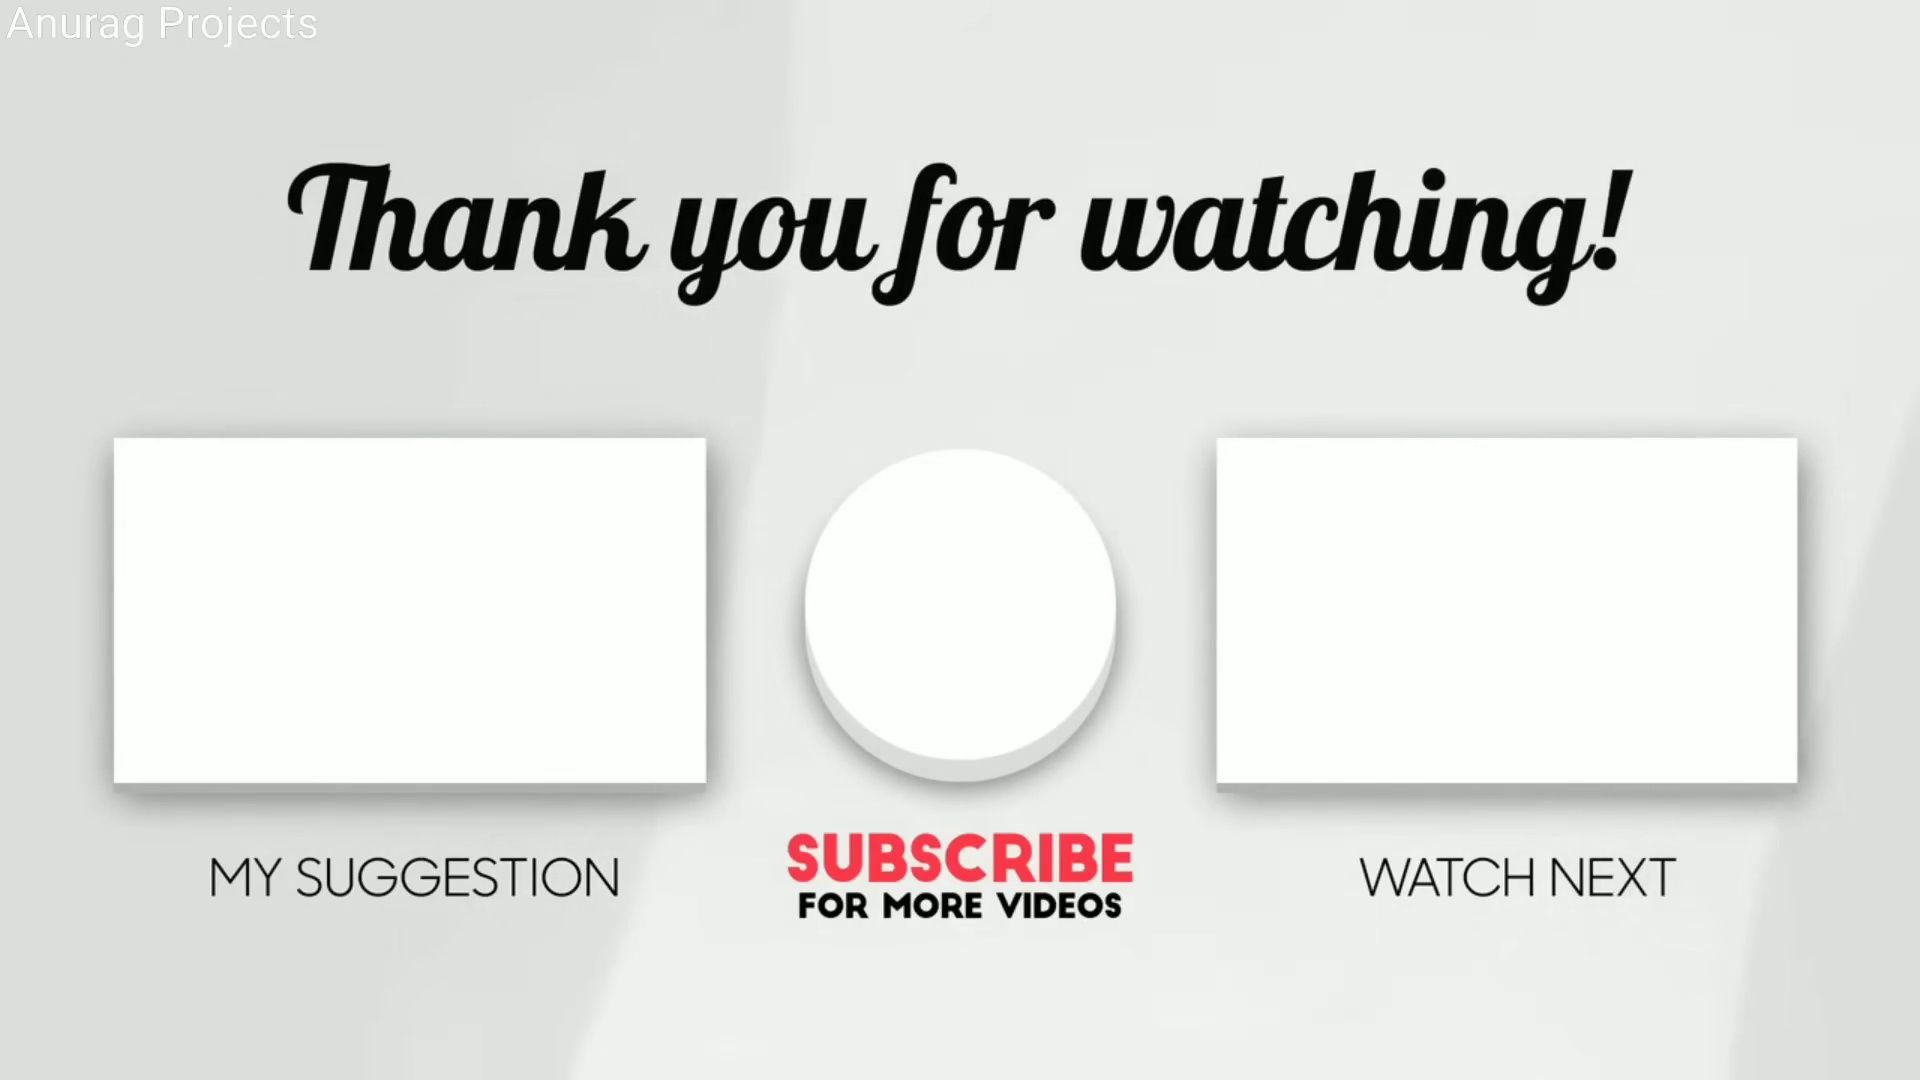 Anurag Projects
Thank you for watching!
MY SUGGESTION
SUBSCRIBE
FOR MORE VIDEOS
WATCH NEXT